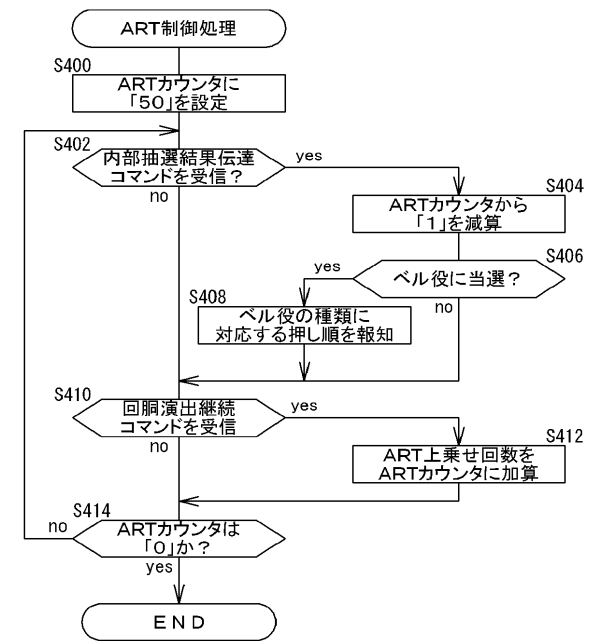 ART制御処理
S400
ARTカウンタに
「50」を設定
S402
内部抽選結果伝達
コマンドを受信?
yes
no
S404
ARTカウンタから
「1」を減算
S406
ベル役に当選?
yes
no
S408
ベル役の種類に
対応する押し順を報知
S410
回胴演出継続
コマンドを受信
yes
no
S412
ART上乗せ回数を
ARTカウンタに加算
S414
ARTカウンタは
「0」か?
no
yes
END